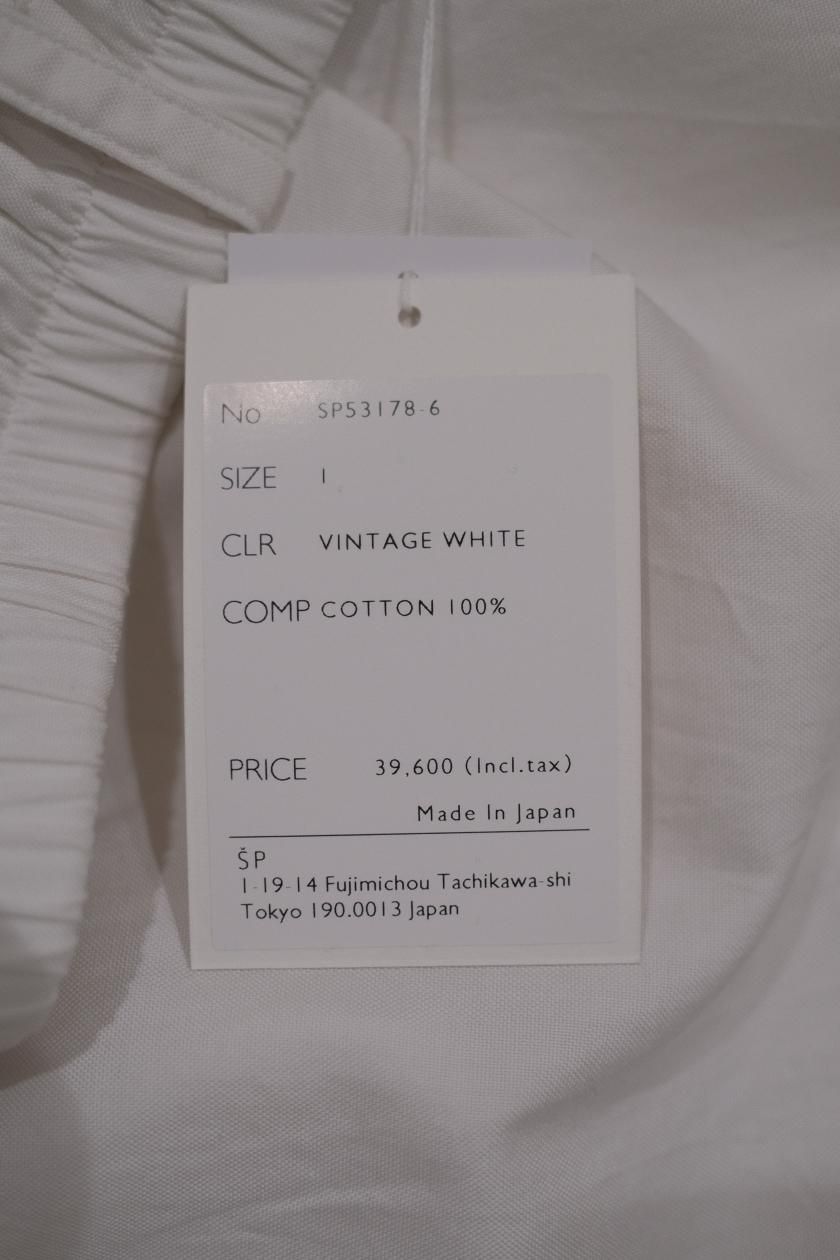 No SP53178-6
SIZE 1
CLR VINTAGE WHITE
COMP COTTON 100%
PRICE 39,600 (Incl.tax)
Made In Japan
ŠP
1-19-14 Fujimichou Tachikawa-shi
Tokyo 190.0013 Japan